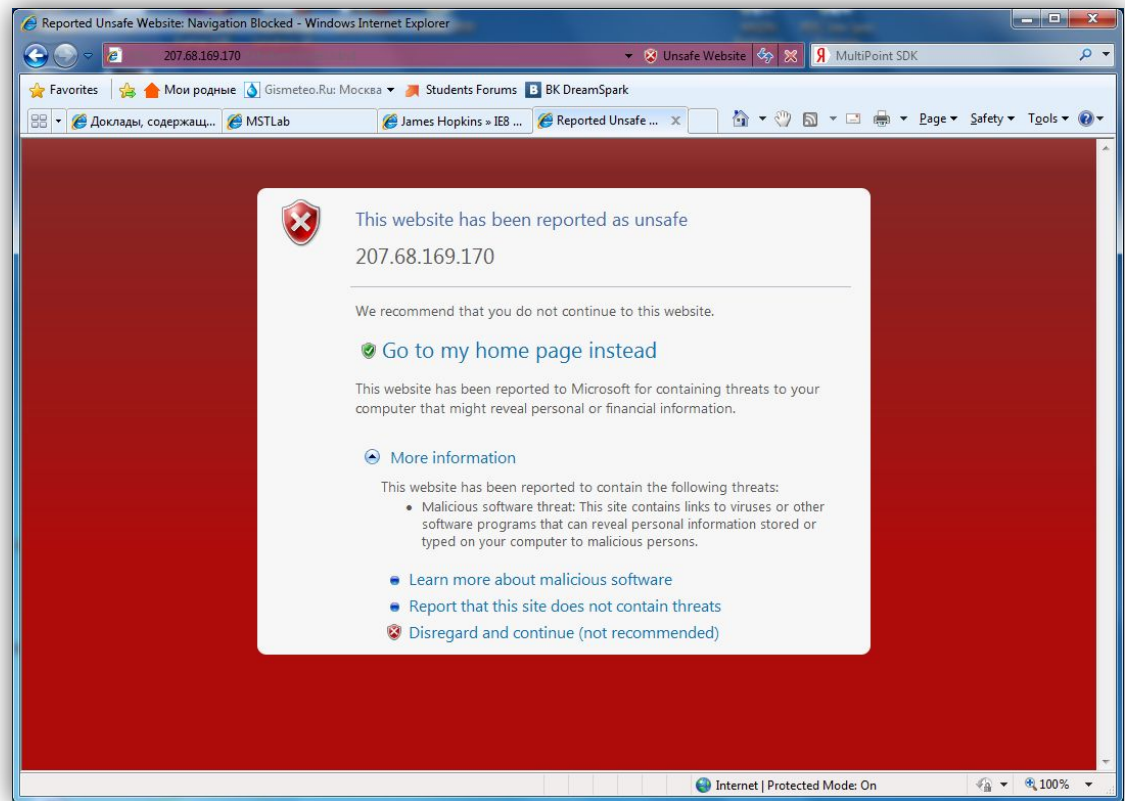 Reported Unsafe Website: Navigation Blocked - Windows Internet Explorer
207.68.169.170 Unsafe Website Я MultiPoint SDK
Favorites Мои родные Gismeteo.Ru: Москва Students Forums B BK DreamSpark
Доклады, содержащ... MSTLab James Hopkins » IE8 ... Reported Unsafe ... x Page Safety Tools
This website has been reported as unsafe
207.68.169.170
We recommend that you do not continue to this website.
Go to my home page instead
This website has been reported to Microsoft for containing threats to your
computer that might reveal personal or financial information.
More information
This website has been reported to contain the following threats:
• Malicious software threat: This site contains links to viruses or other
software programs that can reveal personal information stored or
typed on your computer to malicious persons.
Learn more about malicious software
Report that this site does not contain threats
Disregard and continue (not recommended)
Internet | Protected Mode: On 100%